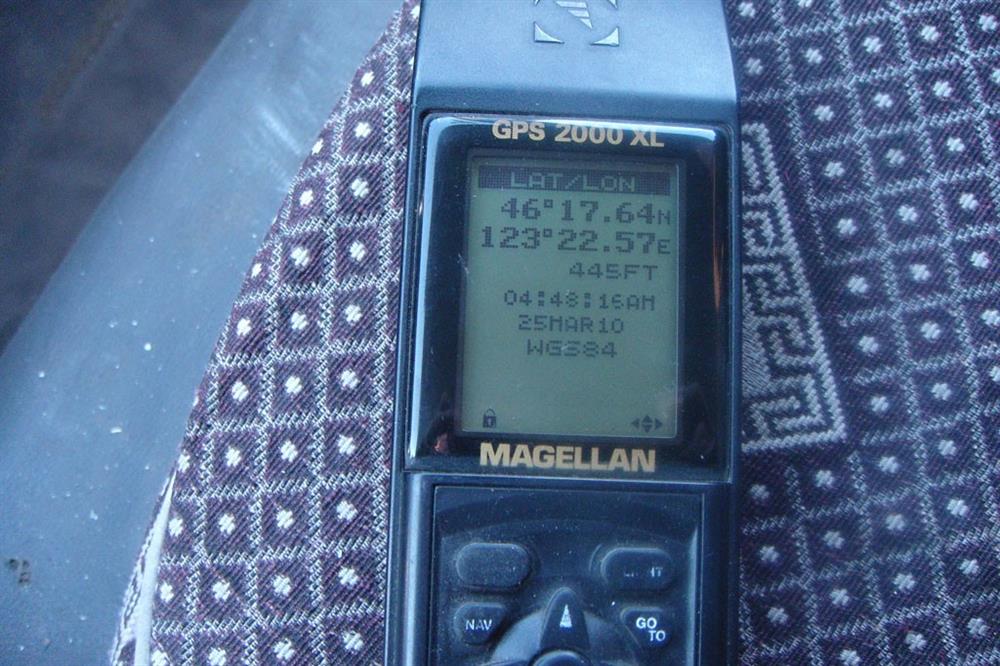 GPS 2000 XL
LAT/LON
46°17.64N
123°22.57E
445FT
04:48:16AM
25MAR10
WGS84
MAGELLAN
NAV
GO
TO